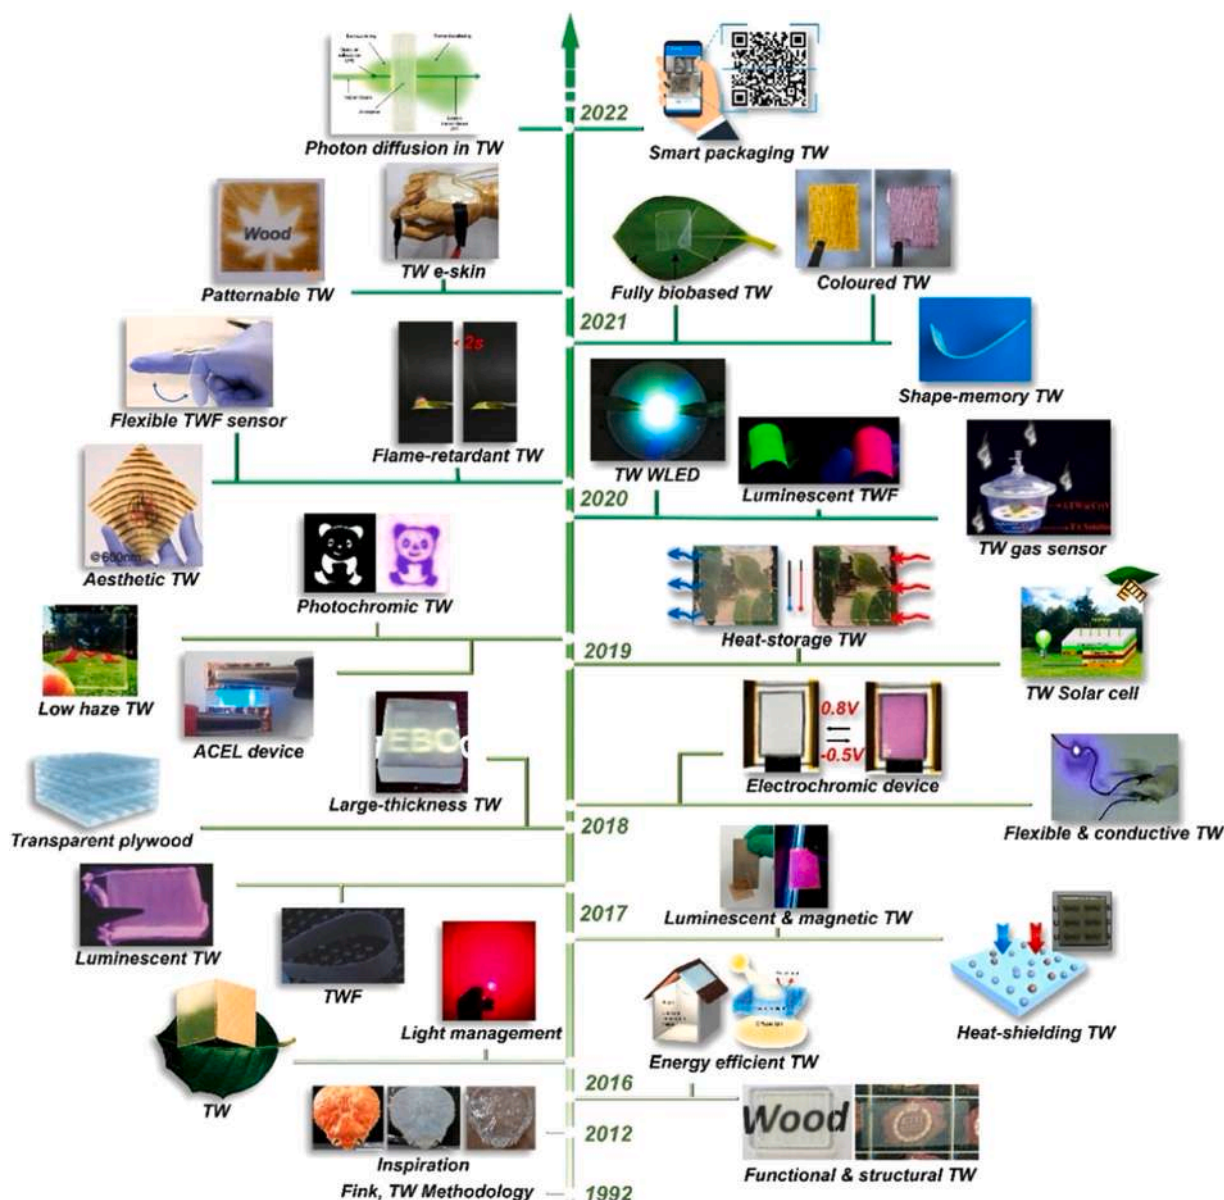 2022
Photon diffusion in TW
Smart packaging TW
Wood
Patternable TW
TW e-skin
Fully biobased TW
Coloured TW
2021
2s
Flexible TWF sensor
Flame-retardant TW
Shape-memory TW
TW WLED
Luminescent TWF
2020
@600nm
Aesthetic TW
TW gas sensor
Photochromic TW
Heat-storage TW
2019
Low haze TW
TW Solar cell
ACEL device
0.8V
-0.5V
Large-thickness TW
Electrochromic device
Transparent plywood
2018
Flexible & conductive TW
Luminescent TW
2017
Luminescent & magnetic TW
TWF
Light management
Heat-shielding TW
Energy efficient TW
TW
2016
Wood
2012
Inspiration
Functional & structural TW
Fink, TW Methodology
1992